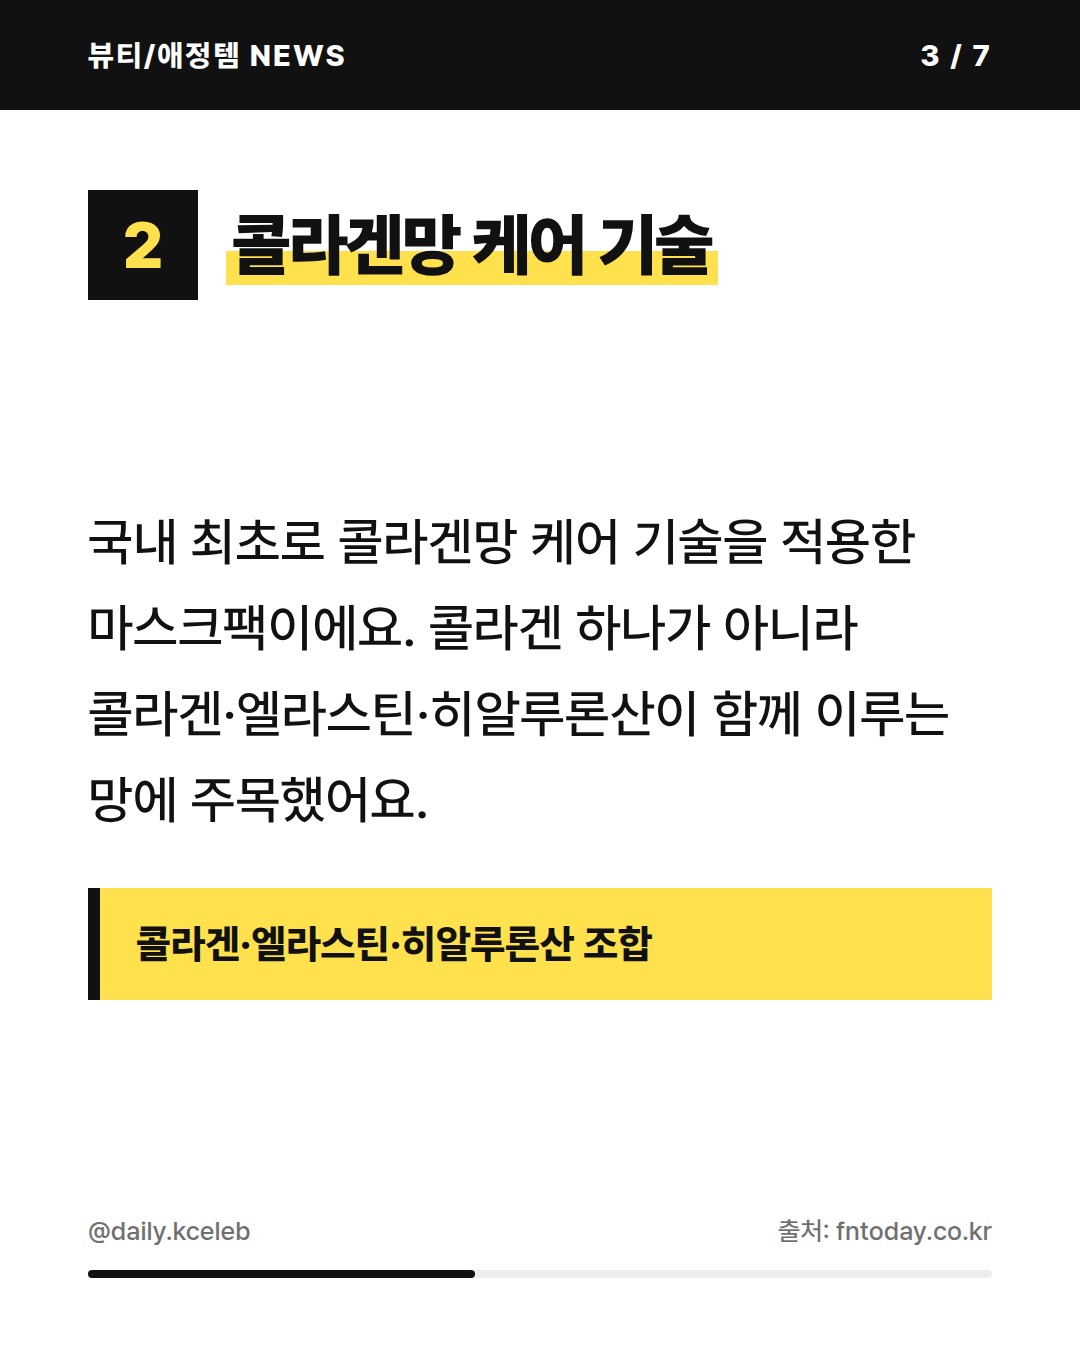 뷰티/애정템 NEWS
3 / 7
2
콜라겐망 케어 기술
국내 최초로 콜라겐망 케어 기술을 적용한
마스크팩이에요. 콜라겐 하나가 아니라
콜라겐·엘라스틴·히알루론산이 함께 이루는
망에 주목했어요.
콜라겐·엘라스틴·히알루론산 조합
@daily.kceleb
출처: fntoday.co.kr